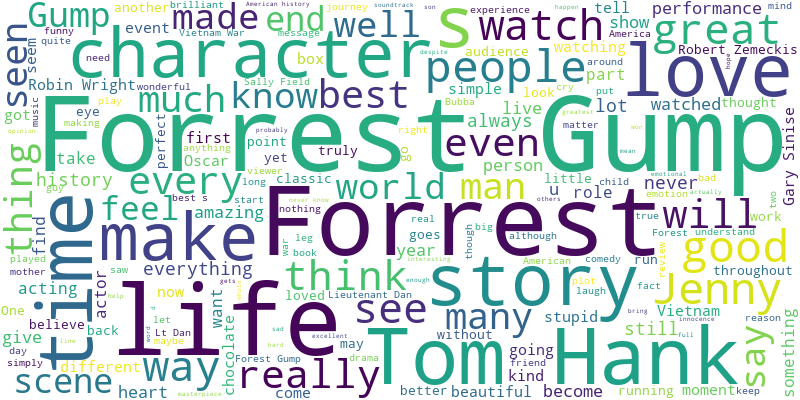 Forrest Gump
Forrest
life
Tom Hank
story
character
time
love
make
people
s
watch
great
Gump
made
end
well
seen
seem
event
another
funny
quite
brilliant
journey
Vietnam War
wonderful
need
American history
soundtrack
son
message
experience
happen
mind
tell
show
performance
America
despite
audience
watching
box
Robert Zemeckis
around
part
put
hope
Robin Wright
Sally Field
much
know
best
simple
look
cry
lot
watched
thought
music
got
eye
play
making
perfect
Bubba
live
always
right
matter
greatest
opinion
first
point
anything
probably
truly
yet
viewer
Oscar
go
even
person
mean
war
Gary Sinise
thing
take
history
guy
every
long
Classic
world
man
u
role
little
child
never
emotional
emotion
bad
actually
two
work
feel
amazing
best s
start
nothing
never know
year
leg
war
book
real
goes
though
big
although
others
true
Forest
understand
will
good
find
played
mother
actor
everything
saw
loved
think
see
many
American
interesting
comedy
laugh
fact
run
plot
review
throughout
Jenny
One
acting
now
want
chocolate
gets
Lieutenant Dan
enough
stupid
still
Vietnam
say
something
believe
let
d
word
Lt Dan
help
sad
hard
may
excellent
without
going
friend
bring
innocence
reason
give
day
simply
back
line
maybe
different
way
really
Forest Gump
drama
kind
full
moment
keep
scene
heart
masterpiece
come
better
beautiful
become
running